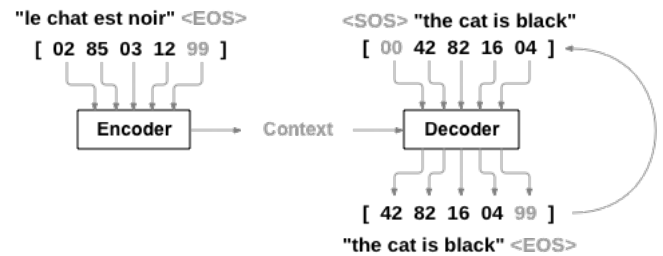 "le chat est noir" <EOS>
[ 02 85 03 12 99 ]
Encoder
Context
<SOS> "the cat is black"
[ 00 42 82 16 04 ]
Decoder
[ 42 82 16 04 99 ]
"the cat is black" <EOS>